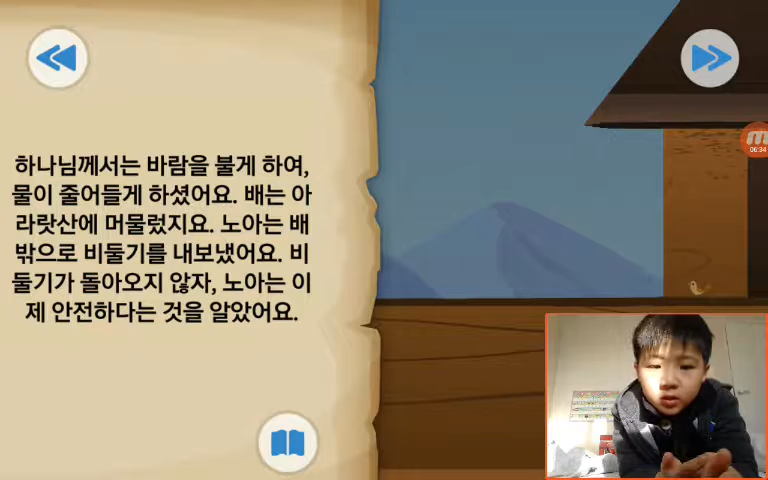 하나님께서는 바람을 불게 하여,
물이 줄어들게 하셨어요. 배는 아
라랏산에 머물렀지요. 노아는 배
밖으로 비둘기를 내보냈어요. 비
둘기가 돌아오지 않자, 노아는 이
제 안전하다는 것을 알았어요.
06:34